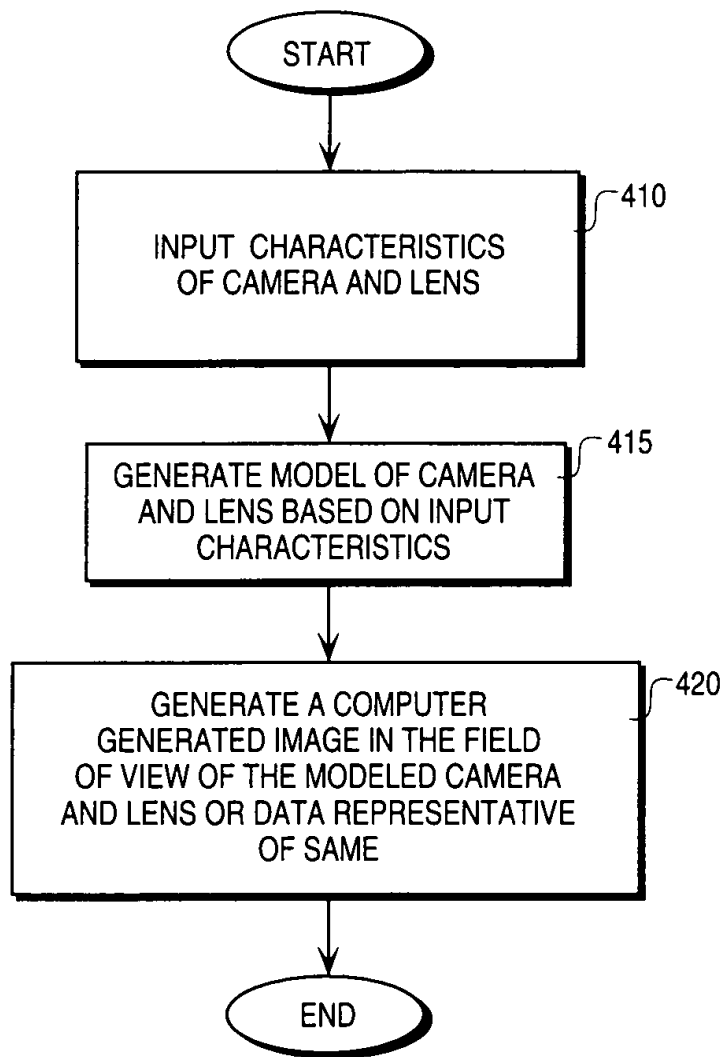 START
410
INPUT CHARACTERISTICS
OF CAMERA AND LENS
415
GENERATE MODEL OF CAMERA
AND LENS BASED ON INPUT
CHARACTERISTICS
420
GENERATE A COMPUTER
GENERATED IMAGE IN THE FIELD
OF VIEW OF THE MODELED CAMERA
AND LENS OR DATA REPRESENTATIVE
OF SAME
END